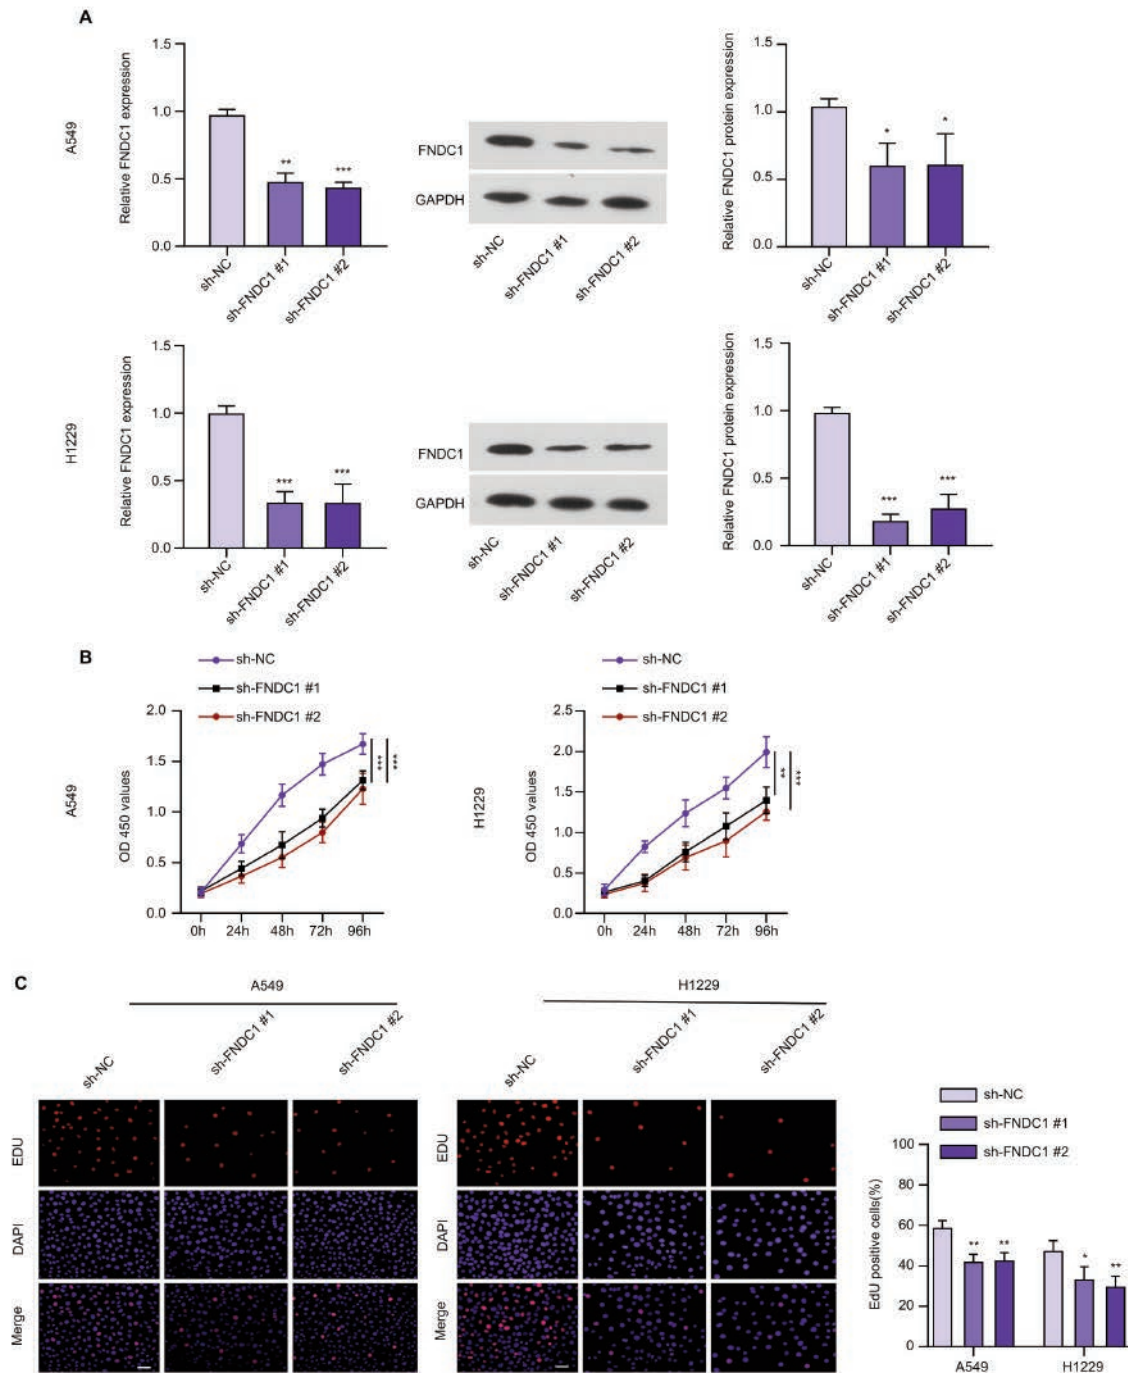 A
A549
Relative FNDC1 expression
1.5
1.0
0.5
0.0
**
***
sh-NC
sh-FNDC1 #1
sh-FNDC1 #2
FNDC1
GAPDH
sh-NC
sh-FNDC1 #1
sh-FNDC1 #2
Relative FNDC1 protein expression
1.5
1.0
0.5
0.0
*
*
sh-NC
sh-FNDC1 #1
sh-FNDC1 #2
H1229
Relative FNDC1 expression
1.5
1.0
0.5
0.0
***
***
sh-NC
sh-FNDC1 #1
sh-FNDC1 #2
FNDC1
GAPDH
sh-NC
sh-FNDC1 #1
sh-FNDC1 #2
Relative FNDC1 protein expression
1.5
1.0
0.5
0.0
***
***
sh-NC
sh-FNDC1 #1
sh-FNDC1 #2
B
sh-NC
sh-FNDC1 #1
sh-FNDC1 #2
A549
OD 450 values
2.0
1.5
1.0
0.5
0.0
0h 24h 48h 72h 96h
***
***
sh-NC
sh-FNDC1 #1
sh-FNDC1 #2
H1229
OD 450 values
2.5
2.0
1.5
1.0
0.5
0.0
0h 24h 48h 72h 96h
**
***
C
A549
sh-NC
sh-FNDC1 #1
sh-FNDC1 #2
EDU
DAPI
Merge
H1229
sh-NC
sh-FNDC1 #1
sh-FNDC1 #2
EDU
DAPI
Merge
sh-NC
sh-FNDC1 #1
sh-FNDC1 #2
EdU positive cells(%)
100
80
60
40
20
0
** **
* **
A549 H1229